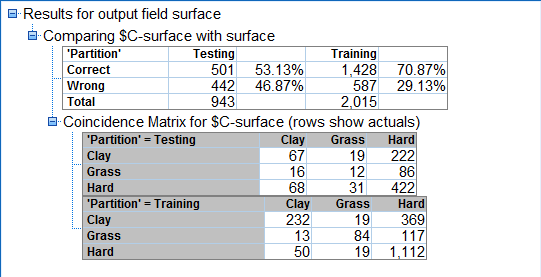 Results for output field surface
Comparing $C-surface with surface
'Partition' Testing Training
Correct 501 53.13% 1,428 70.87%
Wrong 442 46.87% 587 29.13%
Total 943 2,015
Coincidence Matrix for $C-surface (rows show actuals)
'Partition' = Testing Clay Grass Hard
Clay 67 19 222
Grass 16 12 86
Hard 68 31 422
'Partition' = Training Clay Grass Hard
Clay 232 19 369
Grass 13 84 117
Hard 50 19 1,112